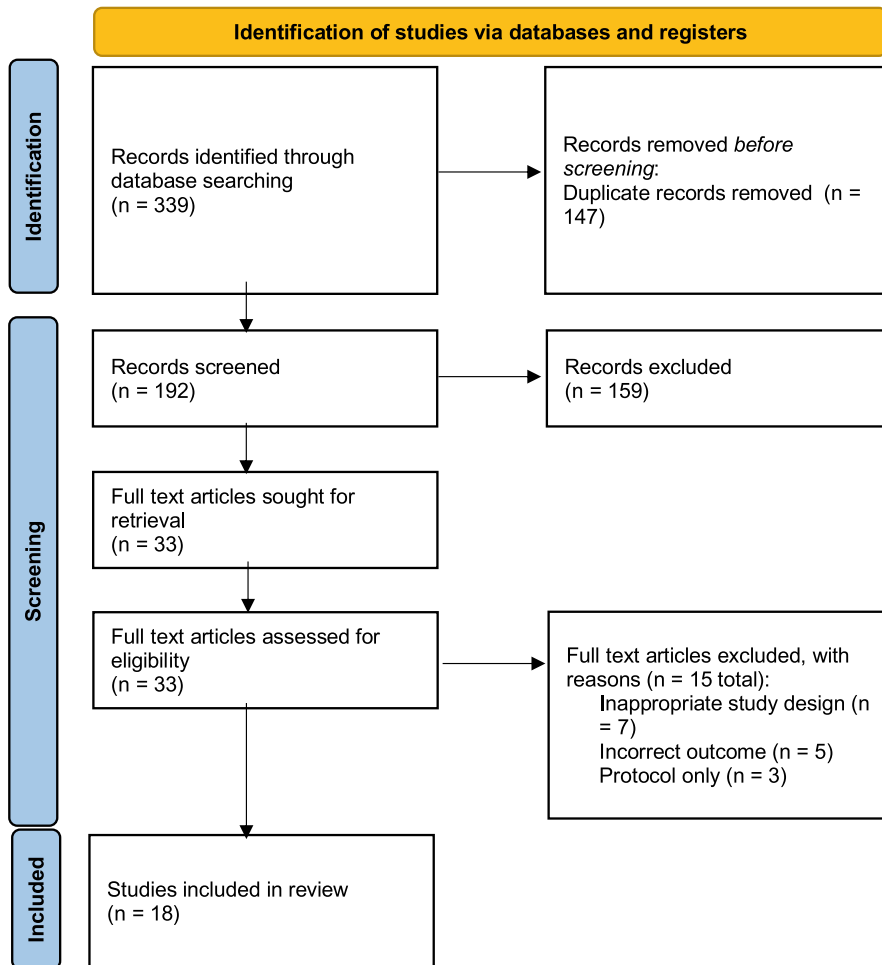 Identification of studies via databases and registers
Identification
Records identified through
database searching
(n = 339)
Records removed before
screening:
Duplicate records removed  (n =
147)
Screening
Records screened
(n = 192)
Records excluded
(n = 159)
Full text articles sought for
retrieval
(n = 33)
Full text articles assessed for
eligibility
(n = 33)
Full text articles excluded, with
reasons (n = 15 total):
Inappropriate study design (n
= 7)
Incorrect outcome (n = 5)
Protocol only (n = 3)
Included
Studies included in review
(n = 18)